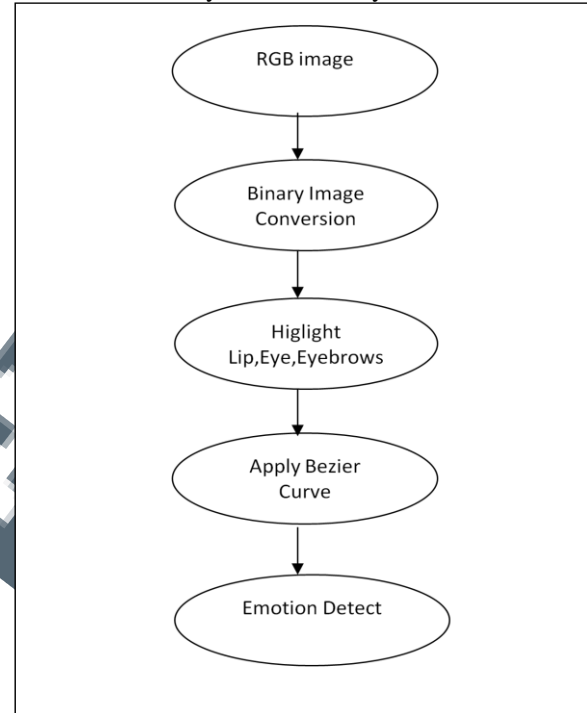 RGB image
Binary Image
Conversion
Higlight
Lip,Eye,Eyebrows
Apply Bezier
Curve
Emotion Detect